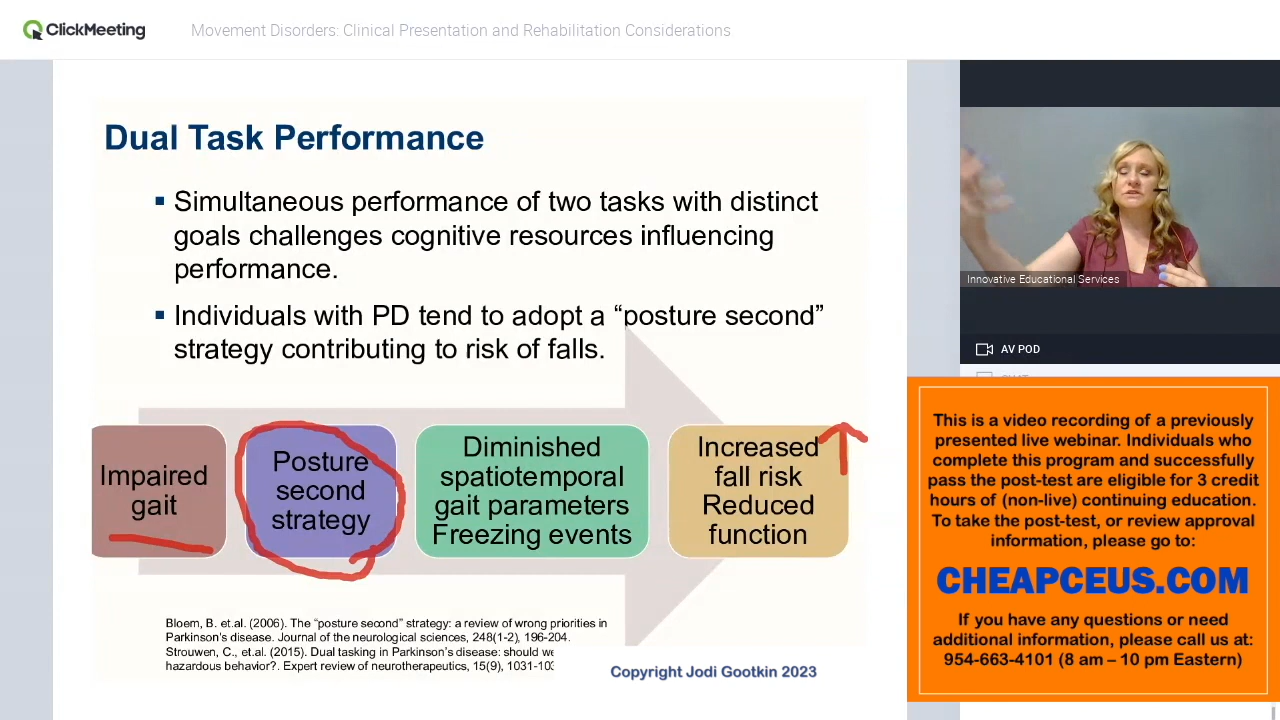 ClickMeeting
Movement Disorders: Clinical Presentation and Rehabilitation Considerations
Dual Task Performance
▪ Simultaneous performance of two tasks with distinct
goals challenges cognitive resources influencing
performance.
▪ Individuals with PD tend to adopt a “posture second”
strategy contributing to risk of falls.
Impaired
gait
Posture
second
strategy
Diminished
spatiotemporal
gait parameters
Freezing events
Increased
fall risk
Reduced
function
Bloem, B. et.al. (2006). The “posture second” strategy: a review of wrong priorities in
Parkinson’s disease. Journal of the neurological sciences, 248(1-2), 196-204.
Strouwen, C., et.al. (2015). Dual tasking in Parkinson’s disease: should we
hazardous behavior?. Expert review of neurotherapeutics, 15(9), 1031-103
Copyright Jodi Gootkin 2023
Innovative Educational Services
AV POD
This is a video recording of a previously
presented live webinar. Individuals who
complete this program and successfully
pass the post-test are eligible for 3 credit
hours of (non-live) continuing education.
To take the post-test, or review approval
information, please go to:
CHEAPCEUS.COM
If you have any questions or need
additional information, please call us at:
954-663-4101 (8 am – 10 pm Eastern)